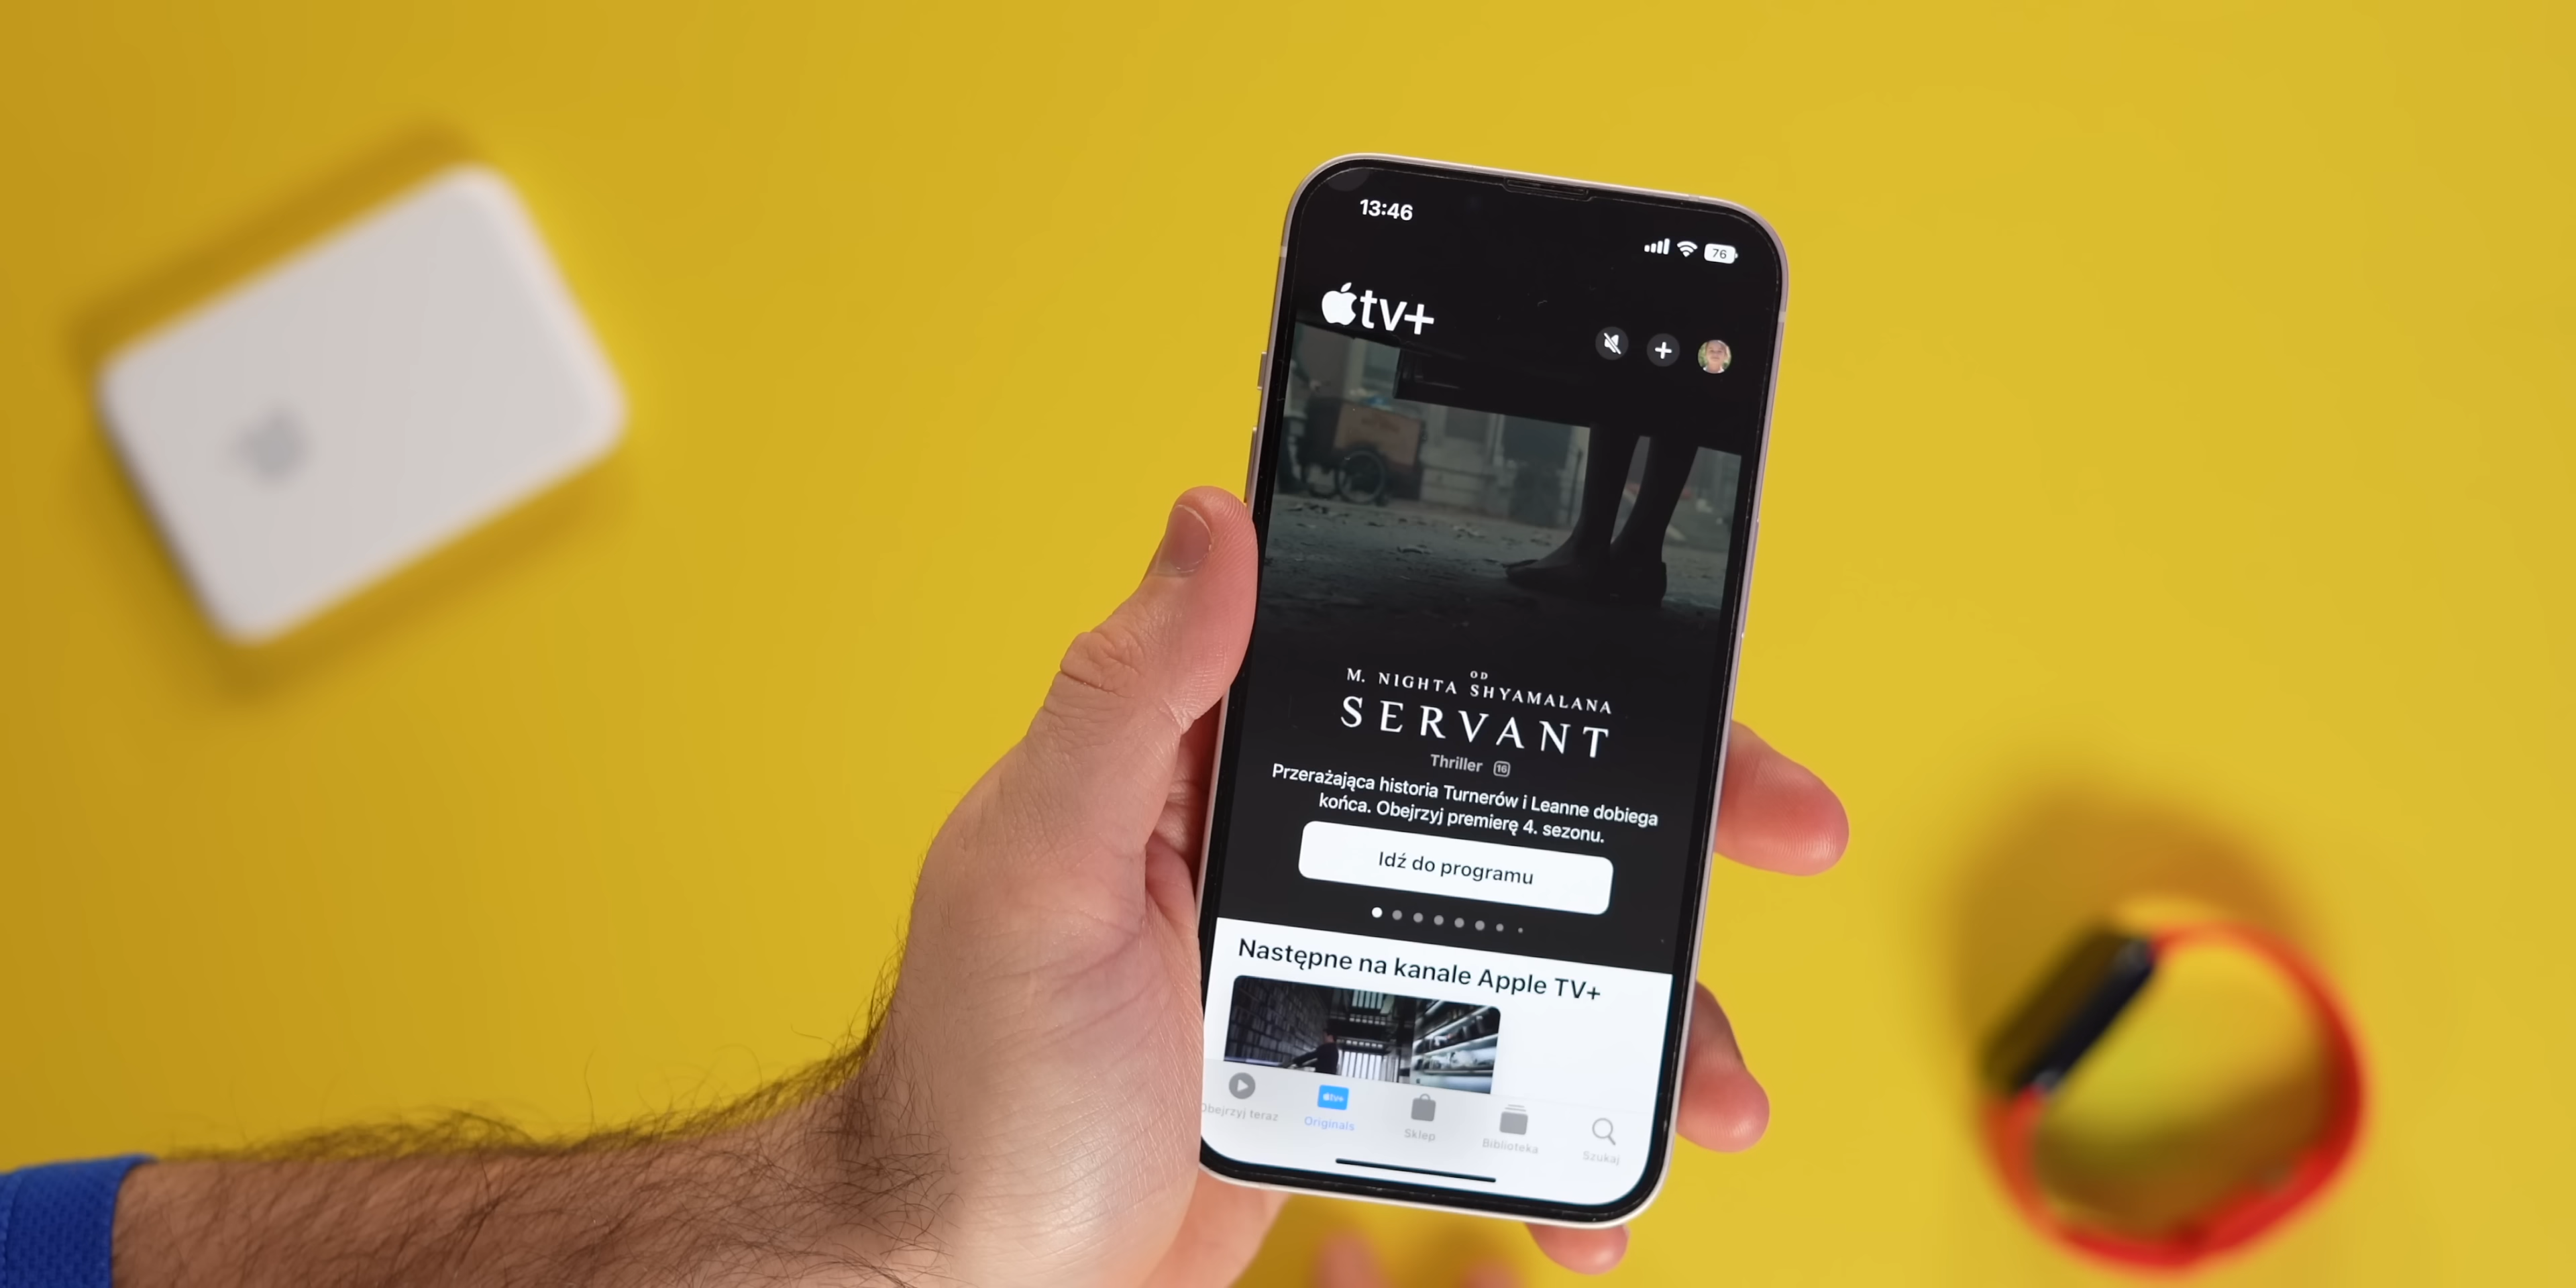 13:46
76
tv+
OD
M. NIGHTA SHYAMALANA
SERVANT
Thriller 16
Przerażająca historia Turnerów i Leanne dobiega
końca. Obejrzyj premierę 4. sezonu.
Idź do programu
Następne na kanale Apple TV+
tv+
Obejrzyj teraz
Originals
Sklep
Biblioteka
Szukaj